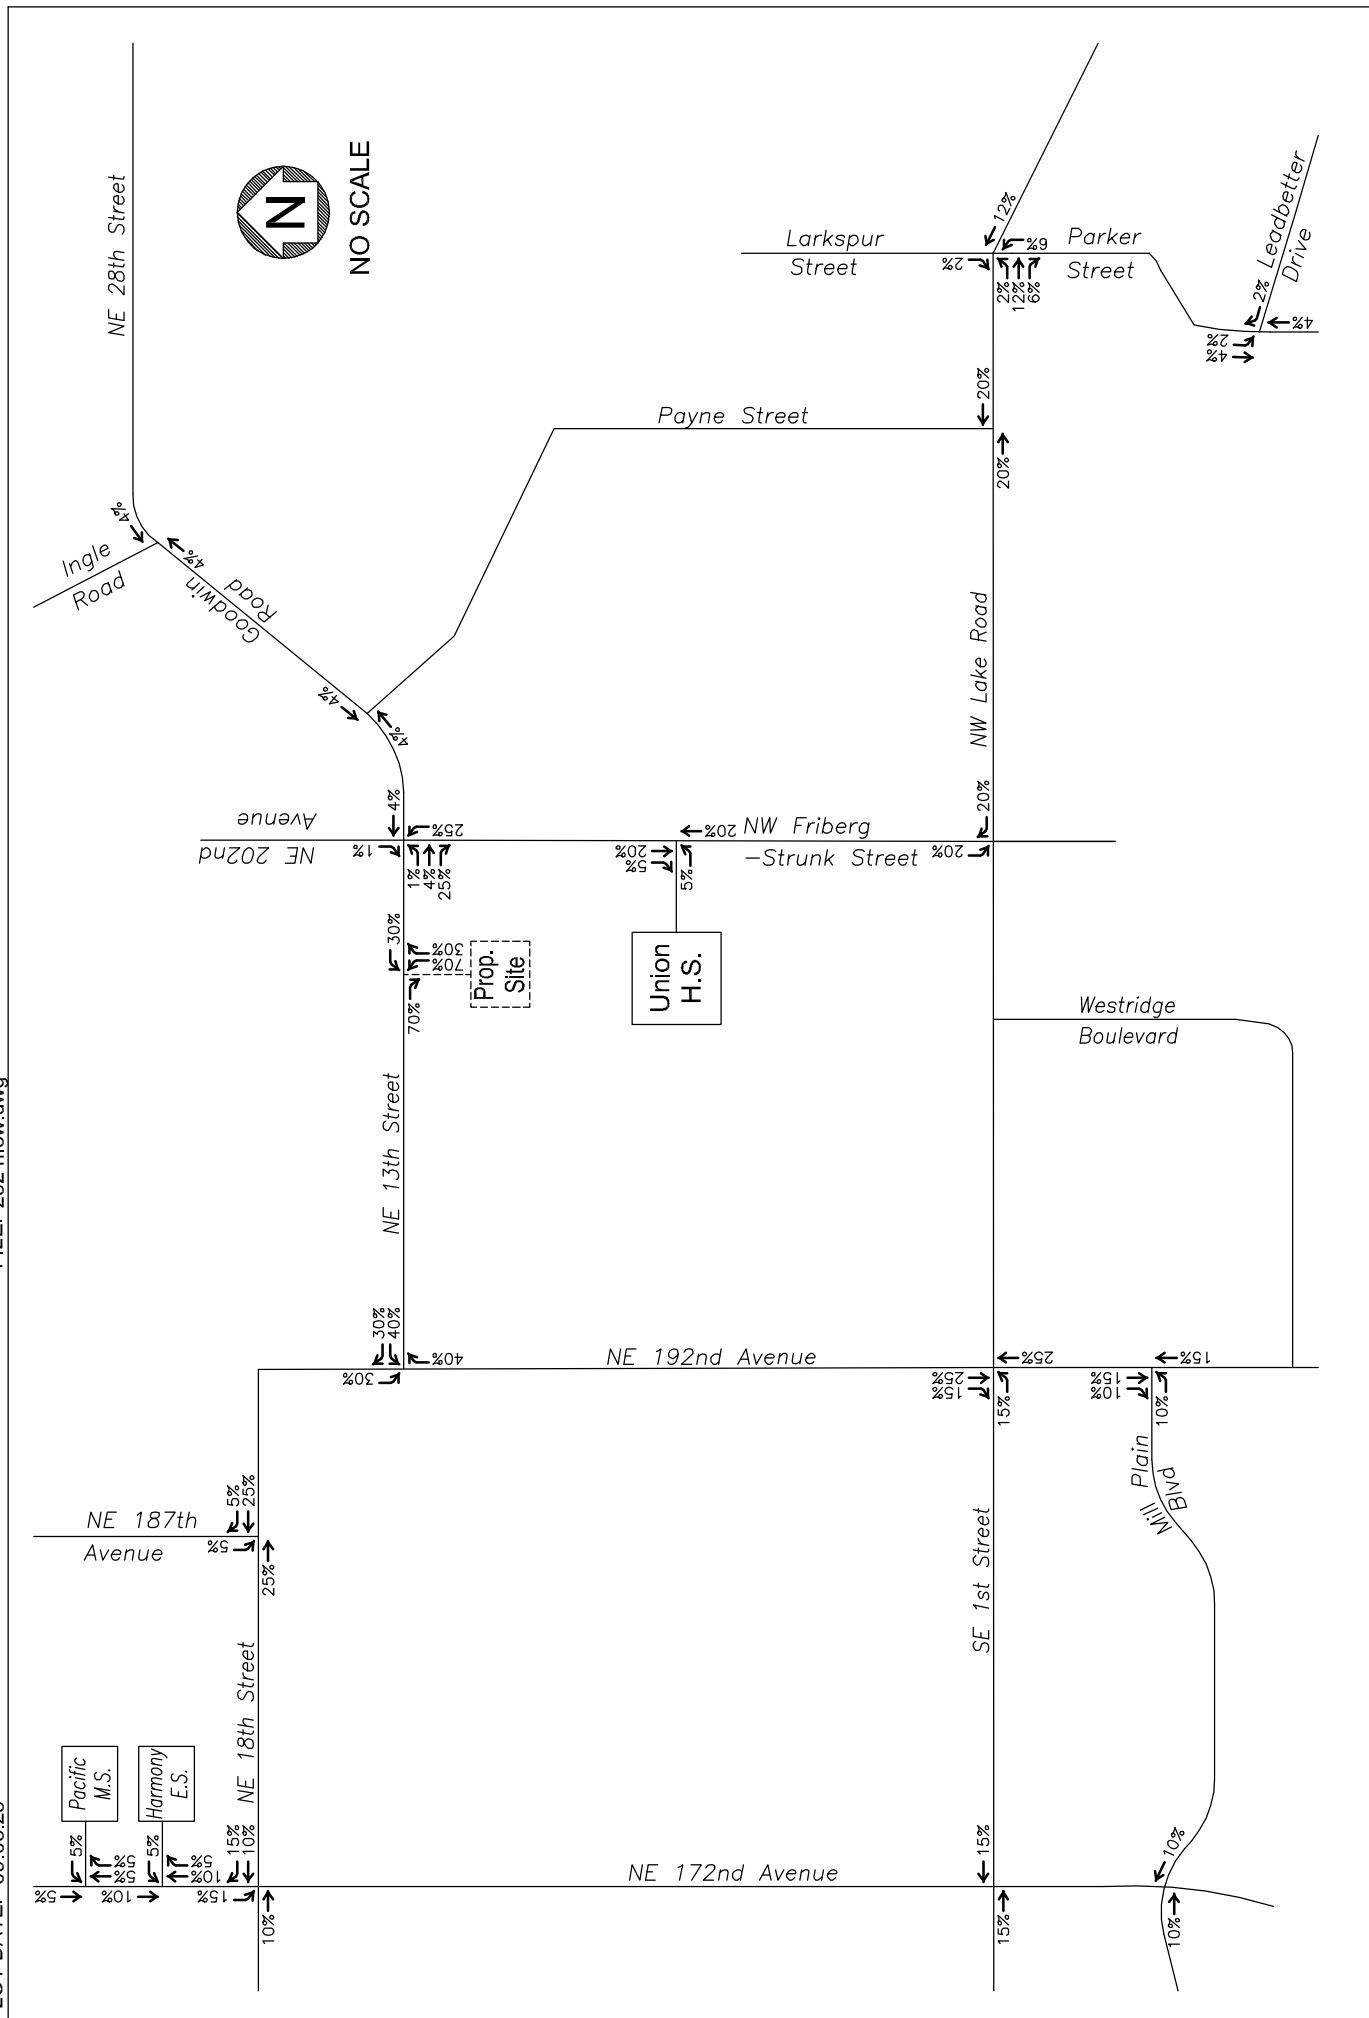 NE 28th Street
N
NO SCALE
Ingle
Road
4%
4%
Goodwin
Road
4%
4%
Larkspur
Street
2%
12%
6%
2%
12%
6%
Parker
Street
2%
Leadbetter
Drive
2%
4%
4%
Payne Street
20%
20%
NW Lake Road
20%
20%
NE 202nd
Avenue
4%
1%
25%
1%
4%
25%
NW Friberg
-Strunk Street
20%
20%
5%
5%
Union
H.S.
30%
30%
70%
70%
Prop.
Site
NE 13th Street
Westridge
Boulevard
30%
40%
40%
30%
NE 192nd Avenue
25%
15%
25%
15%
15%
10%
15%
10%
Mill Plain
Blvd
NE 187th
Avenue
5%
25%
5%
25%
NE 18th Street
SE 1st Street
Pacific
M.S.
Harmony
E.S.
5%
5%
5%
5%
5%
5%
10%
10%
15%
10%
15%
10%
NE 172nd Avenue
15%
15%
10%
10%